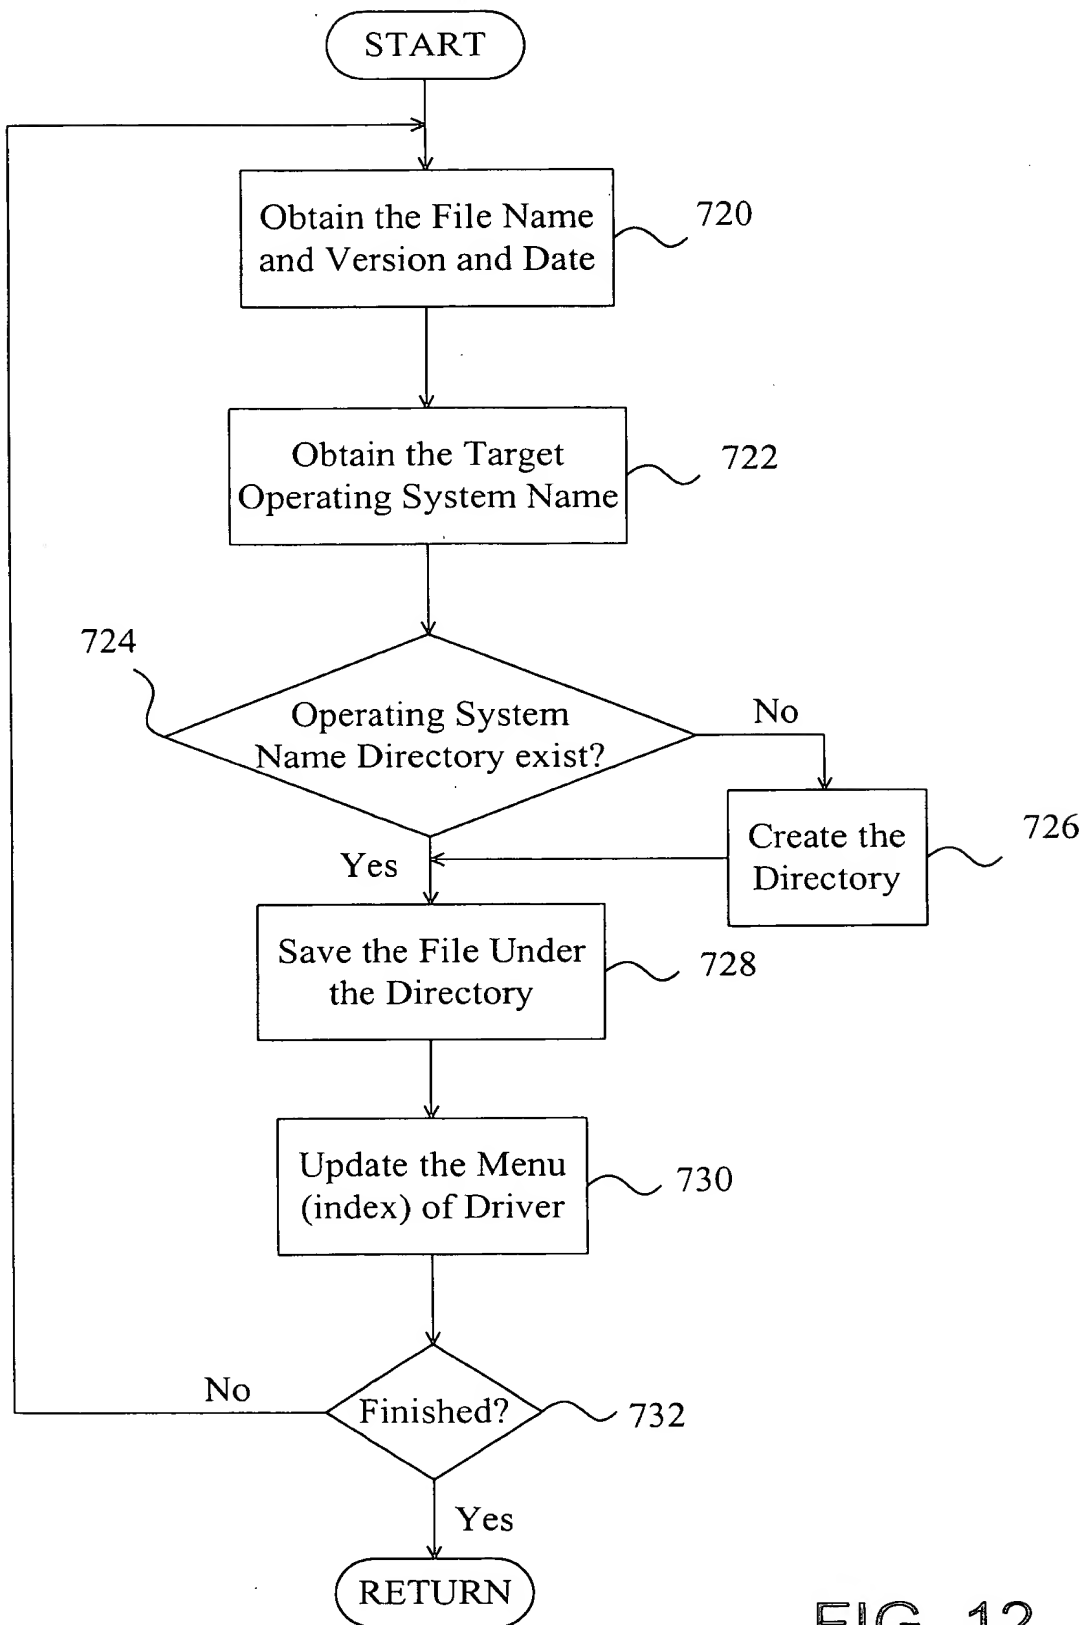 START
Obtain the File Name
and Version and Date
720
Obtain the Target
Operating System Name
722
724
Operating System
Name Directory exist?
No
Yes
Create the
Directory
726
Save the File Under
the Directory
728
Update the Menu
(index) of Driver
730
No
Finished?
732
Yes
RETURN
FIG. 12